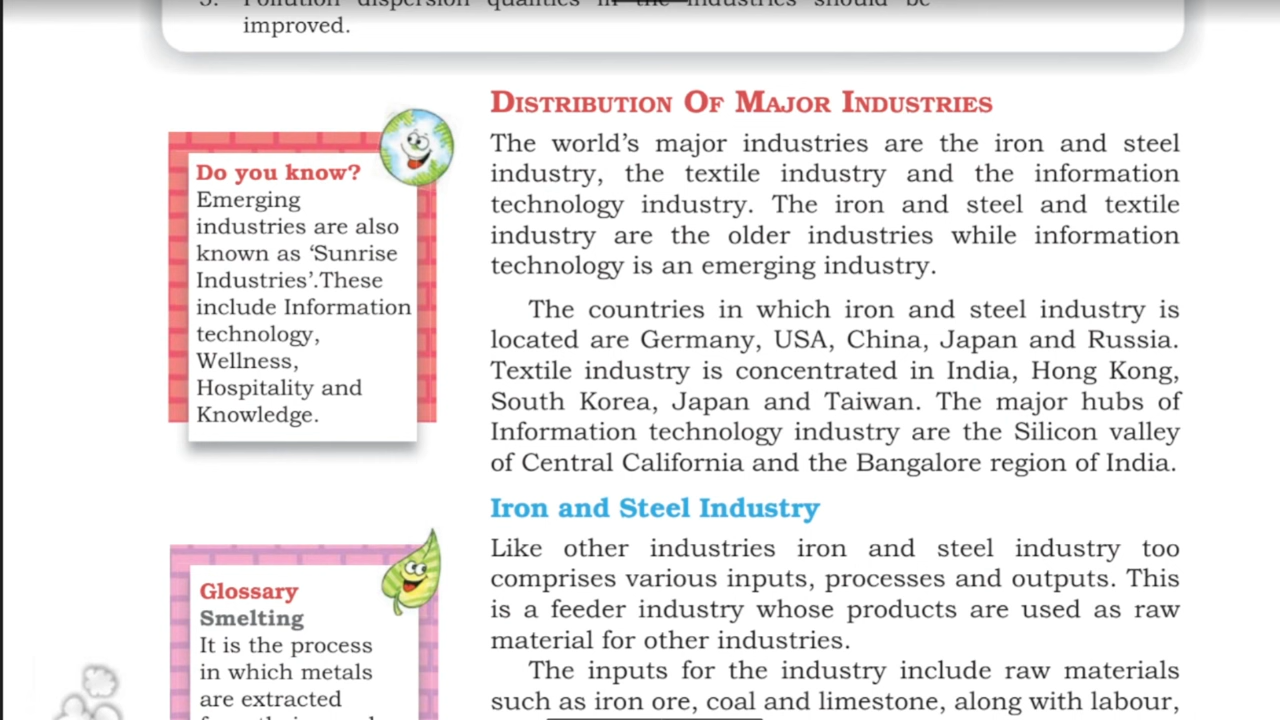 improved.
DISTRIBUTION OF MAJOR INDUSTRIES
The world's major industries are the iron and steel
industry, the textile industry and the information
technology industry. The iron and steel and textile
industry are the older industries while information
technology is an emerging industry.
The countries in which iron and steel industry is
located are Germany, USA, China, Japan and Russia.
Textile industry is concentrated in India, Hong Kong,
South Korea, Japan and Taiwan. The major hubs of
Information technology industry are the Silicon valley
of Central California and the Bangalore region of India.
Iron and Steel Industry
Like other industries iron and steel industry too
comprises various inputs, processes and outputs. This
is a feeder industry whose products are used as raw
material for other industries.
The inputs for the industry include raw materials
such as iron ore, coal and limestone, along with labour,
Do you know?
Emerging
industries are also
known as 'Sunrise
Industries'.These
include Information
technology,
Wellness,
Hospitality and
Knowledge.
Glossary
Smelting
It is the process
in which metals
are extracted